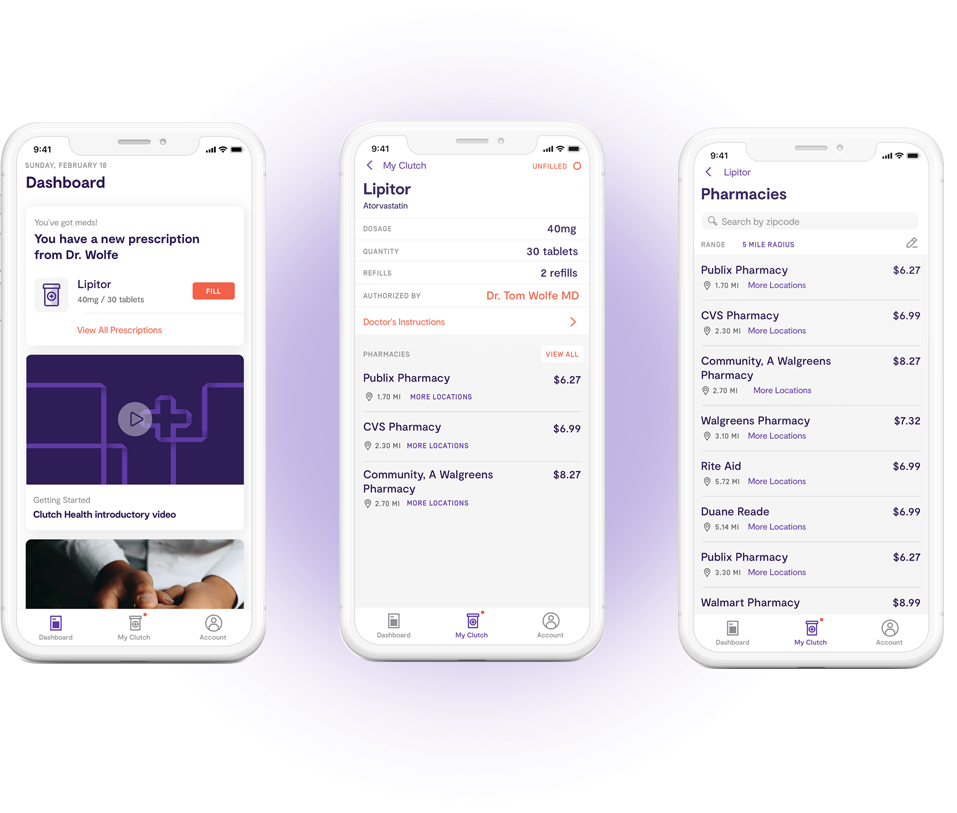 9:41
SUNDAY, FEBRUARY 18
Dashboard
You've got meds!
You have a new prescription
from Dr. Wolfe
Lipitor
40mg / 30 tablets
FILL
View All Prescriptions
Getting Started
Clutch Health introductory video
Dashboard
My Clutch
Account
9:41
My Clutch
UNFILLED
Lipitor
Atorvastatin
DOSAGE 40mg
QUANTITY 30 tablets
REFILLS 2 refills
AUTHORIZED BY Dr. Tom Wolfe MD
Doctor's Instructions
PHARMACIES VIEW ALL
Publix Pharmacy $6.27
1.70 MI MORE LOCATIONS
CVS Pharmacy $6.99
2.30 MI MORE LOCATIONS
Community, A Walgreens $8.27
Pharmacy
2.70 MI MORE LOCATIONS
Dashboard
My Clutch
Account
9:41
Lipitor
Pharmacies
Search by zipcode
RANGE 5 MILE RADIUS
Publix Pharmacy $6.27
1.70 MI More Locations
CVS Pharmacy $6.99
2.30 MI More Locations
Community, A Walgreens $8.27
Pharmacy
2.70 MI More Locations
Walgreens Pharmacy $7.32
3.10 MI More Locations
Rite Aid $6.99
5.72 MI More Locations
Duane Reade $6.99
5.14 MI More Locations
Publix Pharmacy $6.27
3.30 MI More Locations
Walmart Pharmacy $8.99
Dashboard
My Clutch
Account